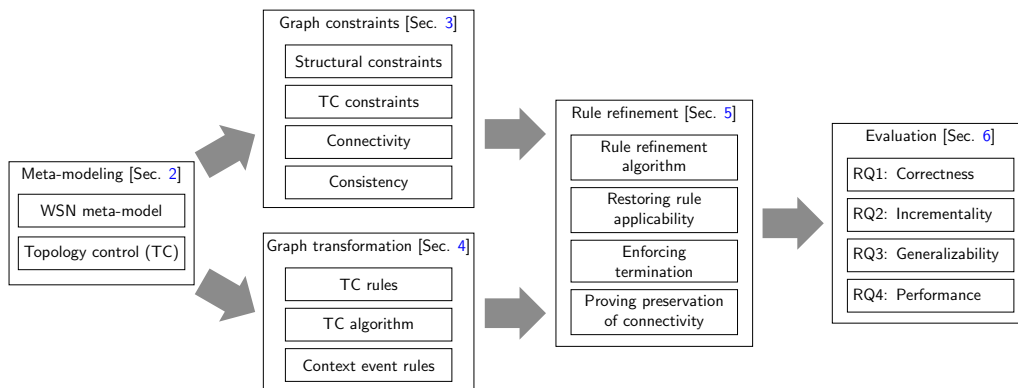 Meta-modeling [Sec. 2]
WSN meta-model
Topology control (TC)
Graph constraints [Sec. 3]
Structural constraints
TC constraints
Connectivity
Consistency
Graph transformation [Sec. 4]
TC rules
TC algorithm
Context event rules
Rule refinement [Sec. 5]
Rule refinement
algorithm
Restoring rule
applicability
Enforcing
termination
Proving preservation
of connectivity
Evaluation [Sec. 6]
RQ1: Correctness
RQ2: Incrementality
RQ3: Generalizability
RQ4: Performance